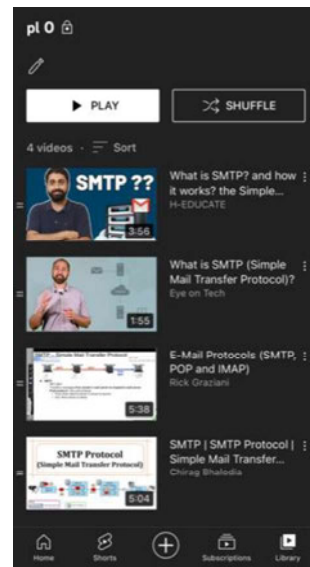 pl 0
PLAY
SHUFFLE
4 videos · Sort
SMTP ??
3:56
What is SMTP? and how
it works? the Simple...
H-EDUCATE
1:55
What is SMTP (Simple
Mail Transfer Protocol)?
Eye on Tech
5:38
E-Mail Protocols (SMTP,
POP and IMAP)
Rick Graziani
SMTP Protocol
(Simple Mail Transfer Protocol)
5:04
SMTP | SMTP Protocol |
Simple Mail Transfer...
Chirag Bhalodia
Home
Shorts
Subscriptions
Library